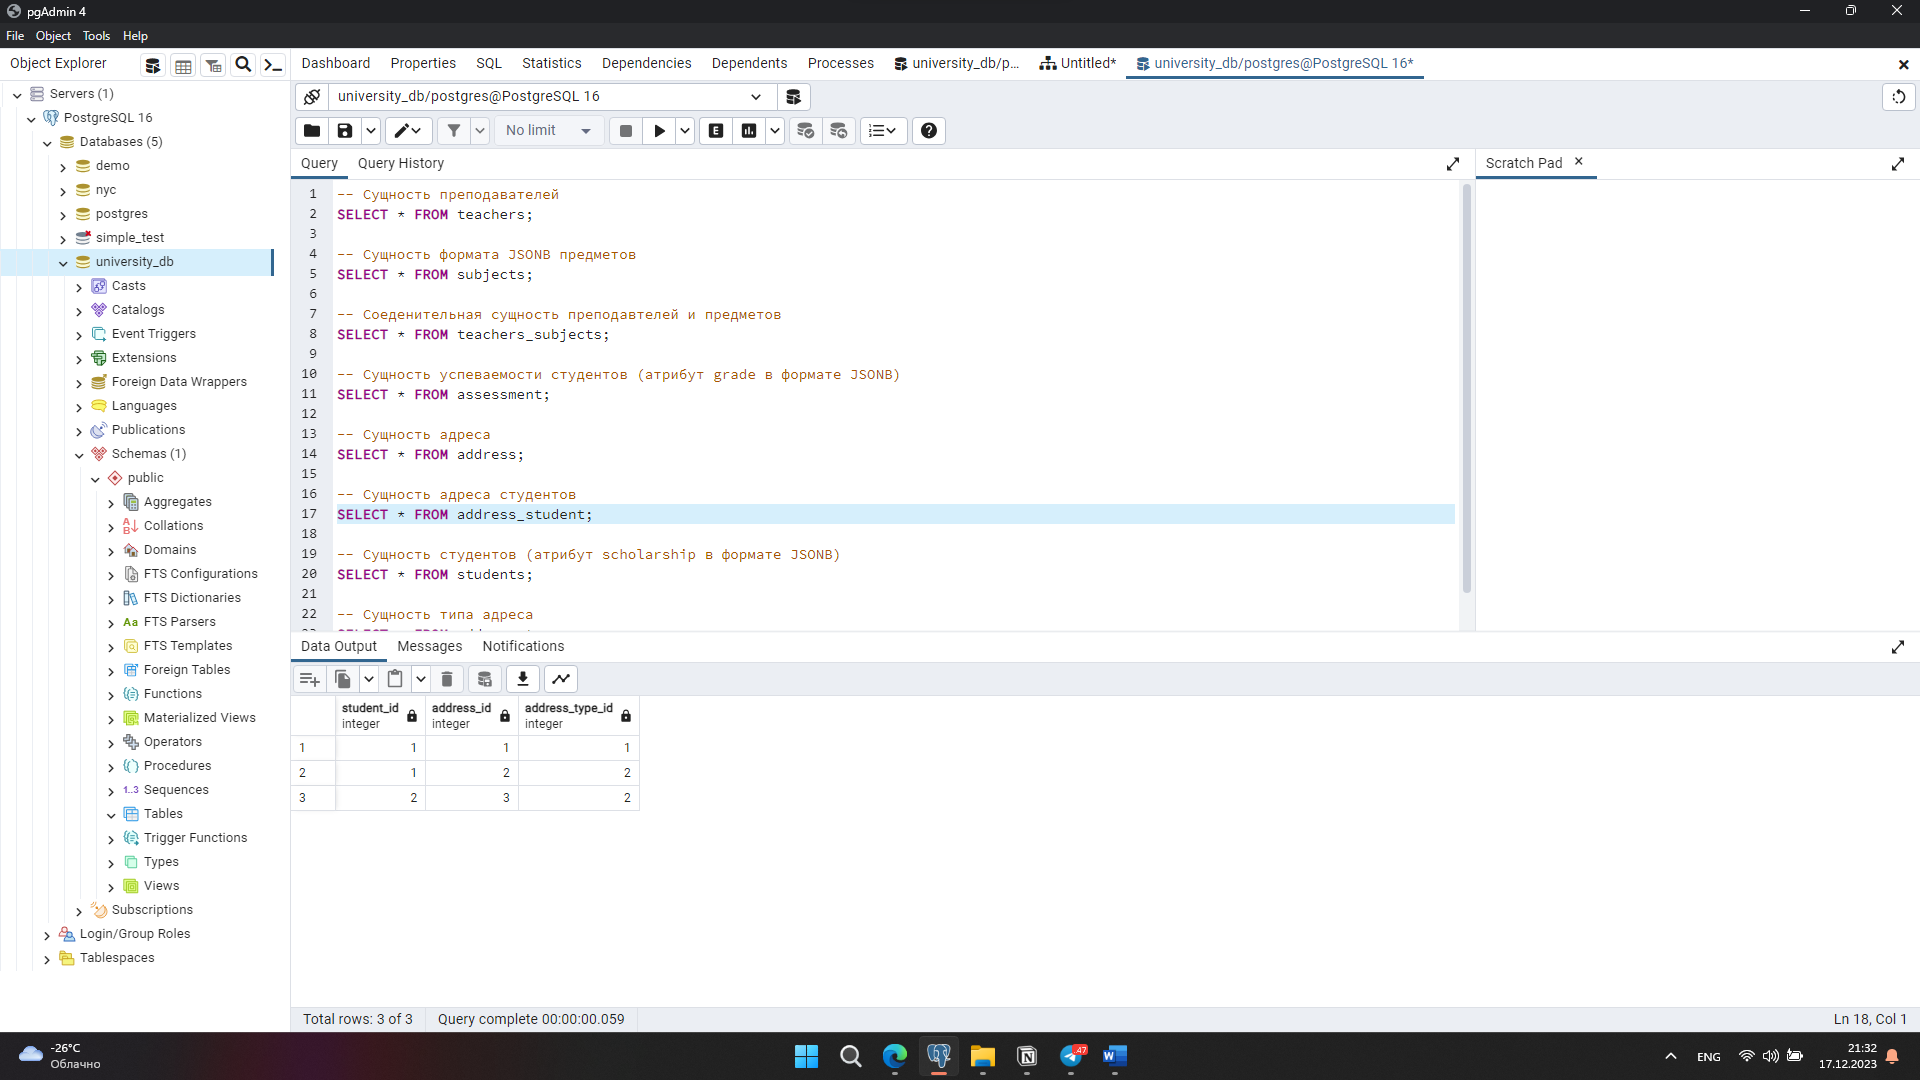 pgAdmin 4
File Object Tools Help
Object Explorer
Dashboard Properties SQL Statistics Dependencies Dependents Processes university_db/p... Untitled* university_db/postgres@PostgreSQL 16*
Servers (1)
PostgreSQL 16
Databases (5)
demo
nyc
postgres
simple_test
university_db
Casts
Catalogs
Event Triggers
Extensions
Foreign Data Wrappers
Languages
Publications
Schemas (1)
public
Aggregates
Collations
Domains
FTS Configurations
FTS Dictionaries
FTS Parsers
FTS Templates
Foreign Tables
Functions
Materialized Views
Operators
Procedures
1..3 Sequences
Tables
Trigger Functions
Types
Views
Subscriptions
Login/Group Roles
Tablespaces
university_db/postgres@PostgreSQL 16
No limit
Query Query History
Scratch Pad
1 -- Сущность преподавателей
2 SELECT * FROM teachers;
3
4 -- Сущность формата JSONB предметов
5 SELECT * FROM subjects;
6
7 -- Соеденительная сущность преподавтелей и предметов
8 SELECT * FROM teachers_subjects;
9
10 -- Сущность успеваемости студентов (атрибут grade в формате JSONB)
11 SELECT * FROM assessment;
12
13 -- Сущность адреса
14 SELECT * FROM address;
15
16 -- Сущность адреса студентов
17 SELECT * FROM address_student;
18
19 -- Сущность студентов (атрибут scholarship в формате JSONB)
20 SELECT * FROM students;
21
22 -- Сущность типа адреса
Data Output Messages Notifications
student_id address_id address_type_id
integer integer integer
1 1 1 1
2 1 2 2
3 2 3 2
Total rows: 3 of 3 Query complete 00:00:00.059 Ln 18, Col 1
-26°C
Облачно
47
ENG
21:32
17.12.2023